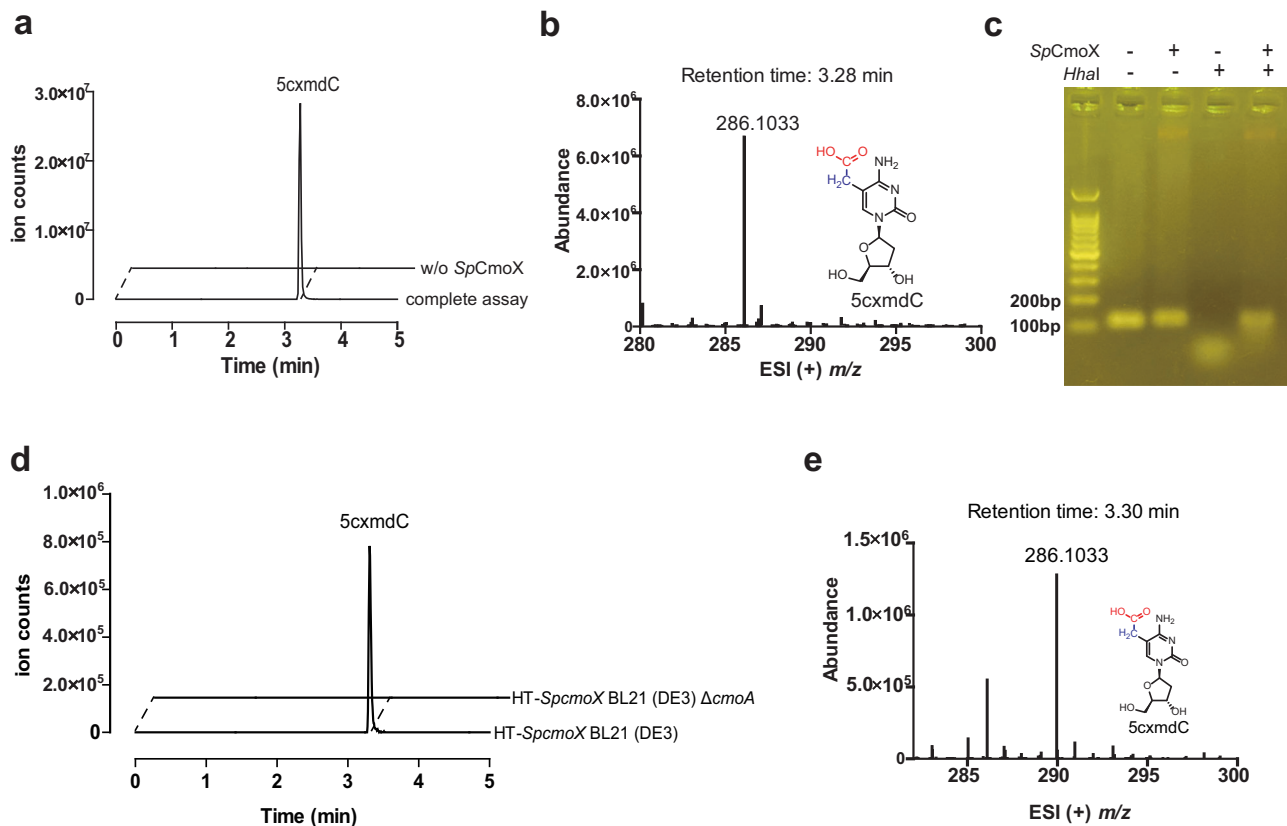 a
5cxmdC
3.0×10⁷
2.0×10⁷
1.0×10⁷
0
ion counts
w/o SpCmoX
complete assay
0 1 2 3 4 5
Time (min)
b
Retention time: 3.28 min
8.0×10⁶
6.0×10⁶
4.0×10⁶
2.0×10⁶
0
Abundance
286.1033
HO
C
O
H₂C
NH₂
N
N
O
O
HO
OH
5cxmdC
280 285 290 295 300
ESI (+) m/z
c
SpCmoX - + - +
HhaI - - + +
200bp
100bp
d
1.0×10⁶
8.0×10⁵
6.0×10⁵
4.0×10⁵
2.0×10⁵
0
ion counts
5cxmdC
HT-SpcmoX BL21 (DE3) ΔcmoA
HT-SpcmoX BL21 (DE3)
0 1 2 3 4 5
Time (min)
e
Retention time: 3.30 min
1.5×10⁶
1.0×10⁶
5.0×10⁵
0
Abundance
286.1033
HO
C
O
H₂C
NH₂
N
N
O
O
HO
OH
5cxmdC
285 290 295 300
ESI (+) m/z